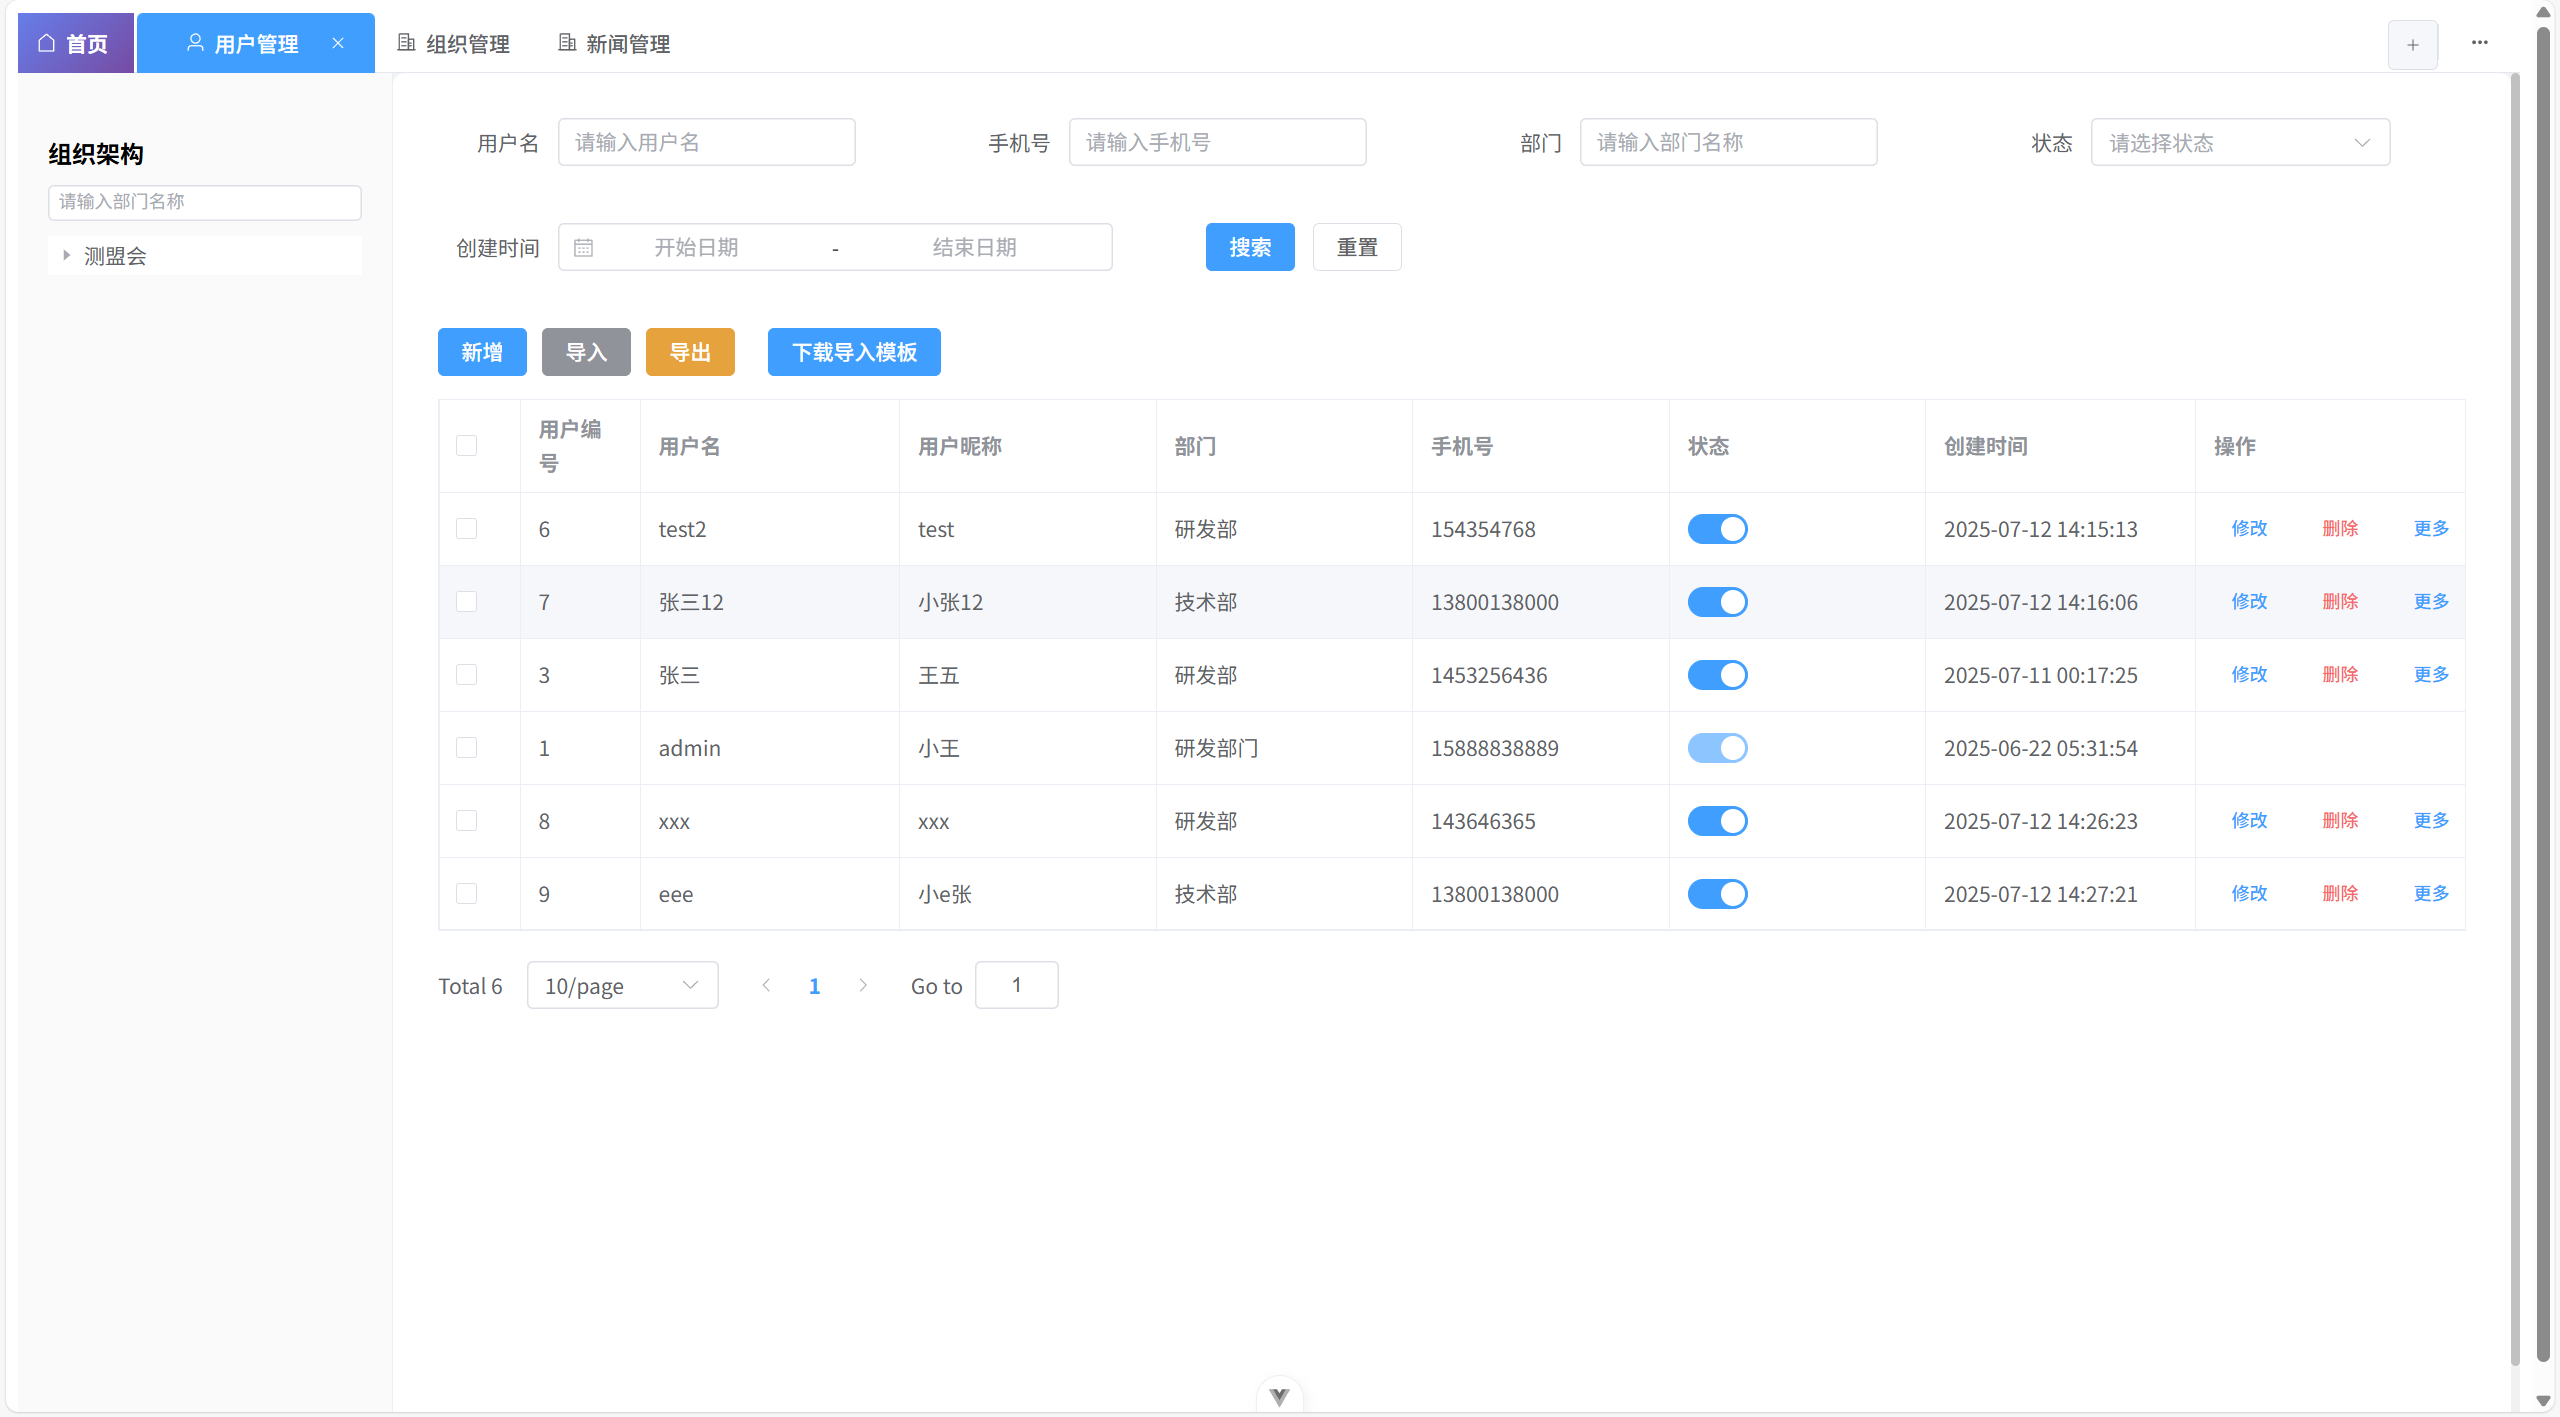 首页 用户管理 组织管理 新闻管理
组织架构
请输入部门名称
测盟会
用户名 请输入用户名 手机号 请输入手机号 部门 请输入部门名称 状态 请选择状态
创建时间 开始日期 - 结束日期 搜索 重置
新增 导入 导出 下载导入模板
用户编号 用户名 用户昵称 部门 手机号 状态 创建时间 操作
6 test2 test 研发部 154354768 2025-07-12 14:15:13 修改 删除 更多
7 张三12 小张12 技术部 13800138000 2025-07-12 14:16:06 修改 删除 更多
3 张三 王五 研发部 1453256436 2025-07-11 00:17:25 修改 删除 更多
1 admin 小王 研发部门 15888838889 2025-06-22 05:31:54
8 xxx xxx 研发部 143646365 2025-07-12 14:26:23 修改 删除 更多
9 eee 小e张 技术部 13800138000 2025-07-12 14:27:21 修改 删除 更多
Total 6 10/page 1 Go to 1